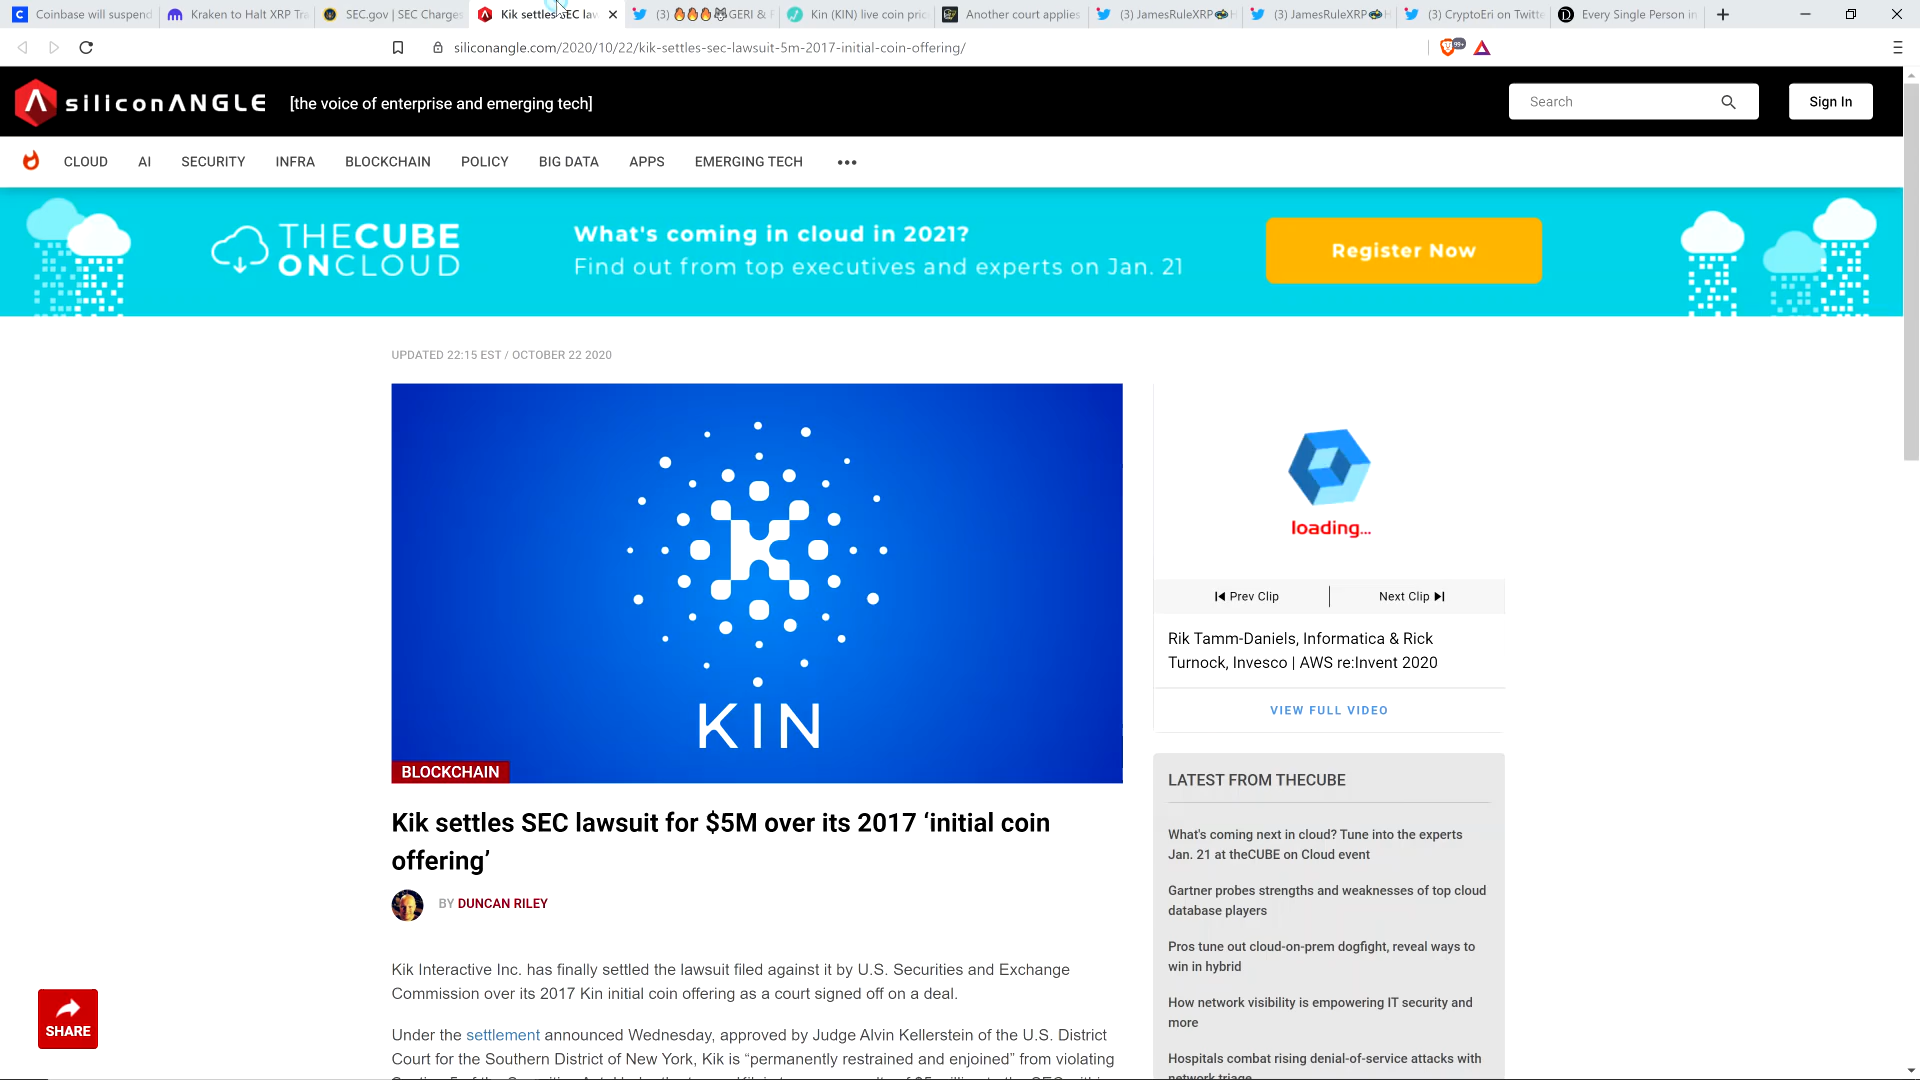 Coinbase will suspend
Kraken to Halt XRP Tra
SEC.gov | SEC Charges
Kik settles SEC law
(3) 🔥🔥🔥🐺GERI & F
Kin (KIN) live coin pric
Another court applies
(3) JamesRuleXRP
(3) JamesRuleXRP
(3) CryptoEri on Twitte
Every Single Person in
siliconangle.com/2020/10/22/kik-settles-sec-lawsuit-5m-2017-initial-coin-offering/
99+
siliconANGLE
[the voice of enterprise and emerging tech]
Search
Sign In
CLOUD AI SECURITY INFRA BLOCKCHAIN POLICY BIG DATA APPS EMERGING TECH •••
THECUBE
ONCLOUD
What's coming in cloud in 2021?
Find out from top executives and experts on Jan. 21
Register Now
UPDATED 22:15 EST / OCTOBER 22 2020
KIN
BLOCKCHAIN
Kik settles SEC lawsuit for $5M over its 2017 ‘initial coin
offering’
BY DUNCAN RILEY
Kik Interactive Inc. has finally settled the lawsuit filed against it by U.S. Securities and Exchange
Commission over its 2017 Kin initial coin offering as a court signed off on a deal.
Under the settlement announced Wednesday, approved by Judge Alvin Kellerstein of the U.S. District
Court for the Southern District of New York, Kik is “permanently restrained and enjoined” from violating
SHARE
loading...
Prev Clip
Next Clip
Rik Tamm-Daniels, Informatica & Rick
Turnock, Invesco | AWS re:Invent 2020
VIEW FULL VIDEO
LATEST FROM THECUBE
What's coming next in cloud? Tune into the experts
Jan. 21 at theCUBE on Cloud event
Gartner probes strengths and weaknesses of top cloud
database players
Pros tune out cloud-on-prem dogfight, reveal ways to
win in hybrid
How network visibility is empowering IT security and
more
Hospitals combat rising denial-of-service attacks with
network triage